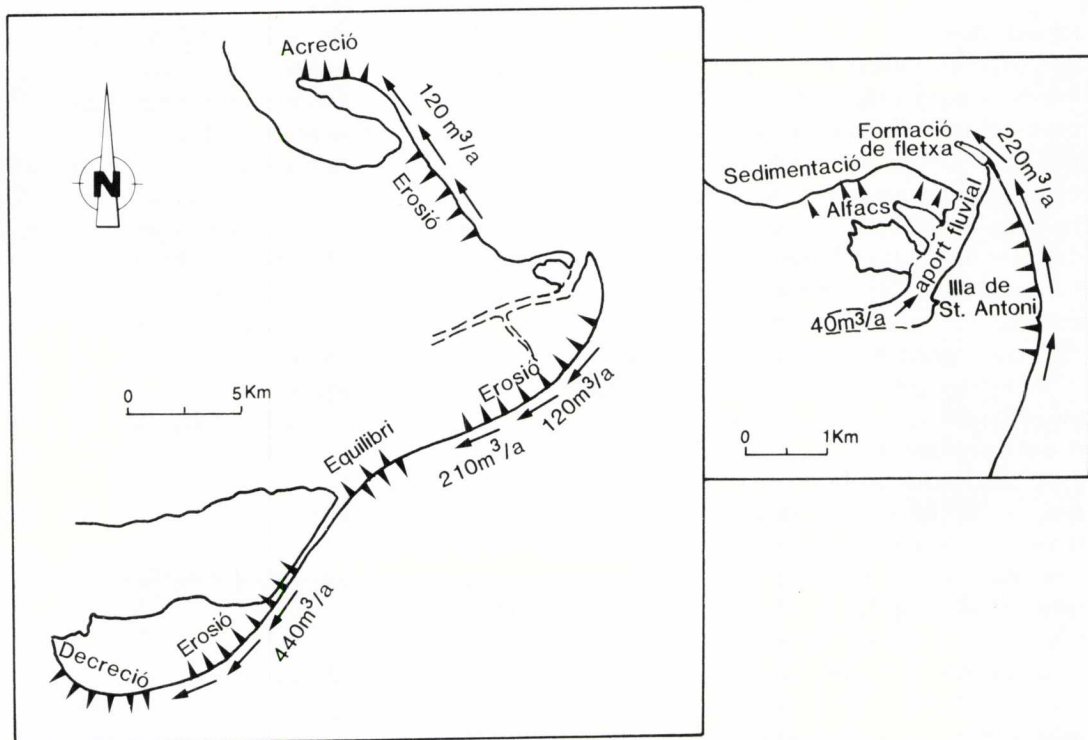 Acreció
120 m³/a
Erosió
N
0 5 Km
Erosió
120m³/a
210m³/a
Equilibri
440m³/a
Erosió
Decreció
Formació
de fletxa
220m³/a
Sedimentació
Alfacs
aport fluvial
Illa de
St. Antoni
40m³/a
0 1Km